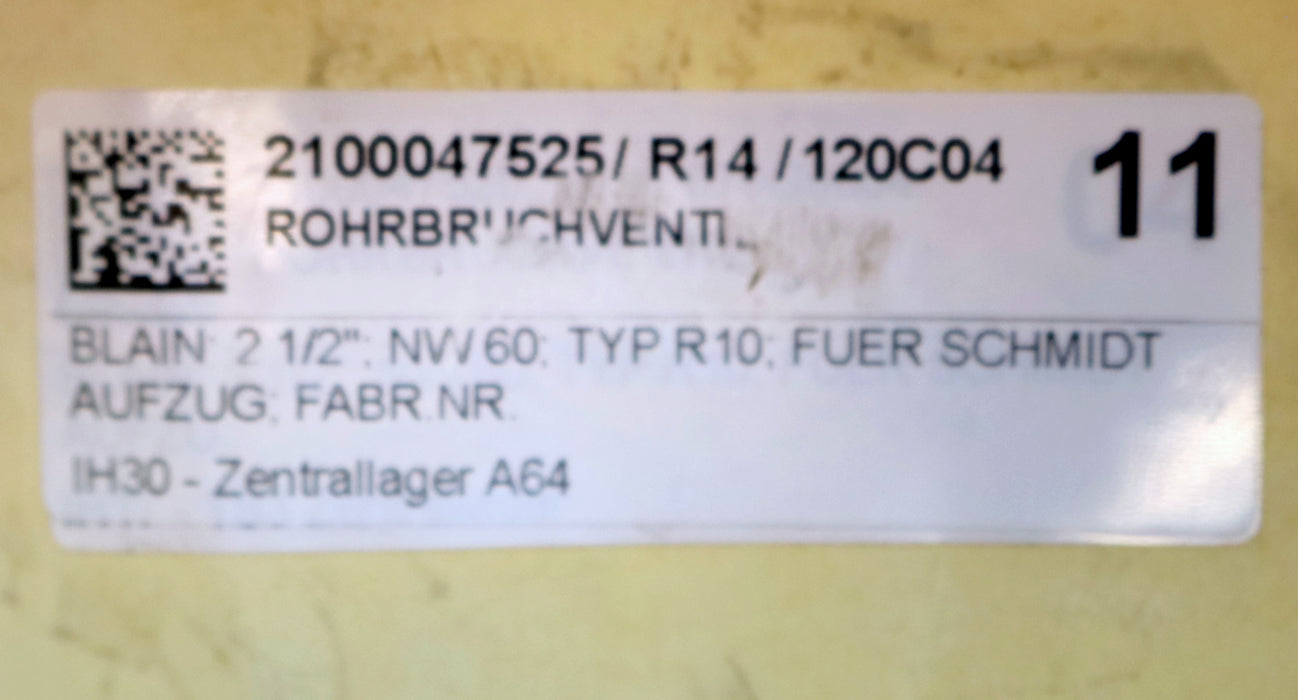 2100047525/ R14 /120C04
11
ROHRBRUCHVENTIL
BLAIN; 2 1/2"; NW 60; TYP R10; FUER SCHMIDT
AUFZUG; FABR.NR.
IH30 - Zentrallager A64